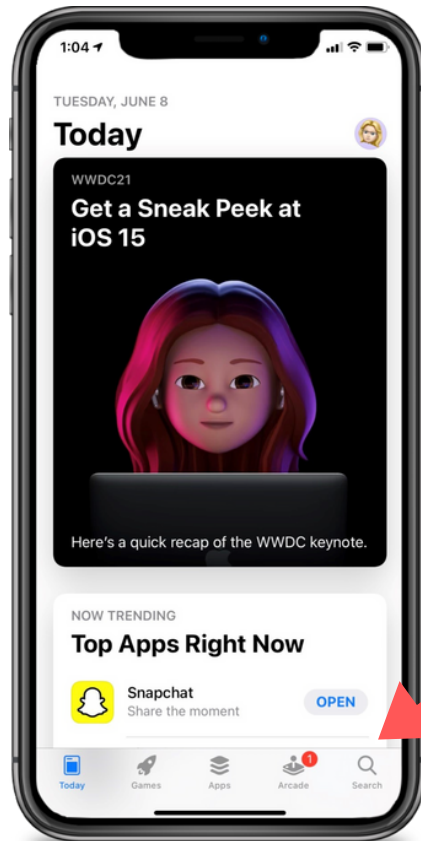 1:04
TUESDAY, JUNE 8
Today
WWDC21
Get a Sneak Peek at
iOS 15
Here's a quick recap of the WWDC keynote.
NOW TRENDING
Top Apps Right Now
Snapchat
Share the moment
OPEN
1
Today Games Apps Arcade Search